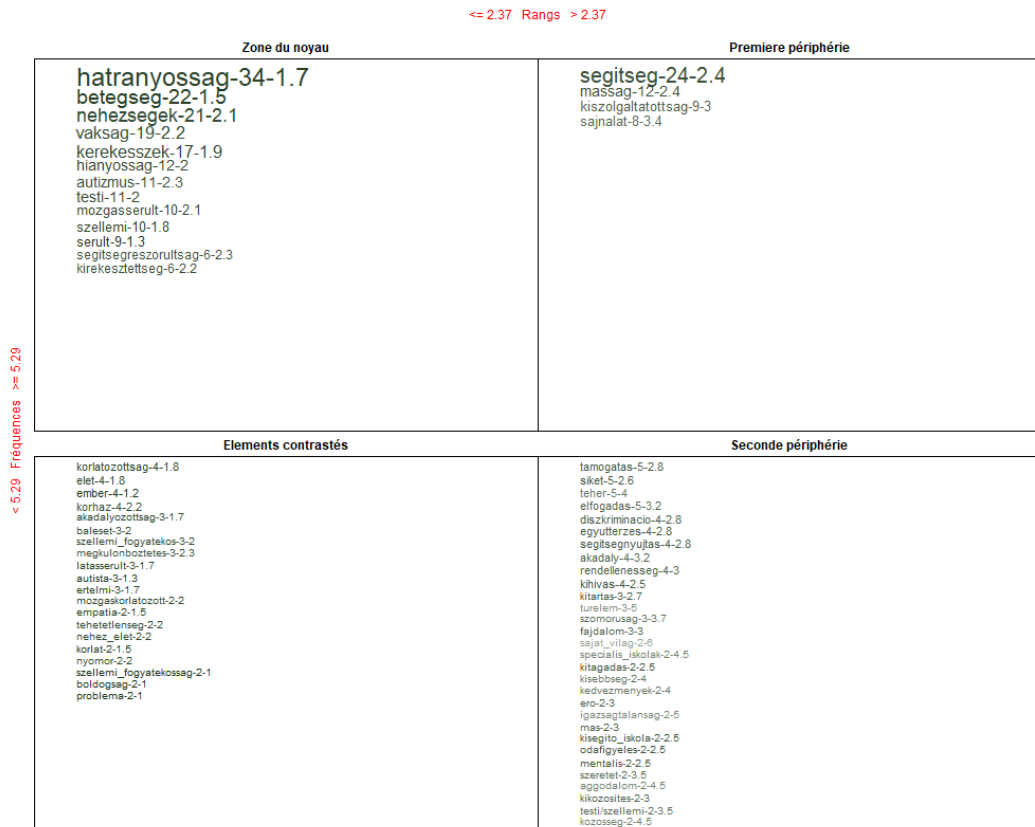 <= 2.37 Rangs > 2.37
Zone du noyau
hatranyossag-34-1.7
betegseg-22-1.5
nehezsegek-21-2.1
vaksag-19-2.2
kerekesszek-17-1.9
hianyossag-12-2
autizmus-11-2.3
testi-11-2
mozgasserult-10-2.1
szellemi-10-1.8
serult-9-1.3
segitsegreszorultsag-6-2.3
kirekesztettseg-6-2.2
Premiere périphérie
segitseg-24-2.4
massag-12-2.4
kiszolgaltatottsag-9-3
sajnalat-8-3.4
< 5.29 Fréquences >= 5.29
Elements contrastés
korlatozottsag-4-1.8
elet-4-1.8
ember-4-1.2
korhaz-4-2.2
akadalyozottsag-3-1.7
baleset-3-2
szellemi_fogyatekos-3-2
megkulonboztetes-3-2.3
latasserult-3-1.7
autista-3-1.3
ertelmi-3-1.7
mozgaskorlatozott-2-2
empatia-2-1.5
tehetetlenseg-2-2
nehez_elet-2-2
korlat-2-1.5
nyomor-2-2
szellemi_fogyatekossag-2-1
boldogsag-2-1
problema-2-1
Seconde périphérie
tamogatas-5-2.8
siket-5-2.6
teher-5-4
elfogadas-5-3.2
diszkriminacio-4-2.8
egyutterzes-4-2.8
segitsegnyujtas-4-2.8
akadaly-4-3.2
rendellenesseg-4-3
kihivas-4-2.5
kitartas-3-2.7
turelem-3-5
szomorusag-3-3.7
fajdalom-3-3
sajat_vilag-2-6
specialis_iskolak-2-4.5
kitagadas-2-2.5
kisebbseg-2-4
kedvezmenyek-2-4
ero-2-3
igazsagtalansag-2-5
mas-2-3
kisegito_iskola-2-2.5
odafigyeles-2-2.5
mentalis-2-2.5
szeretet-2-3.5
aggodalom-2-4.5
kikozosites-2-3
testi/szellemi-2-3.5
kozosseg-2-4.5